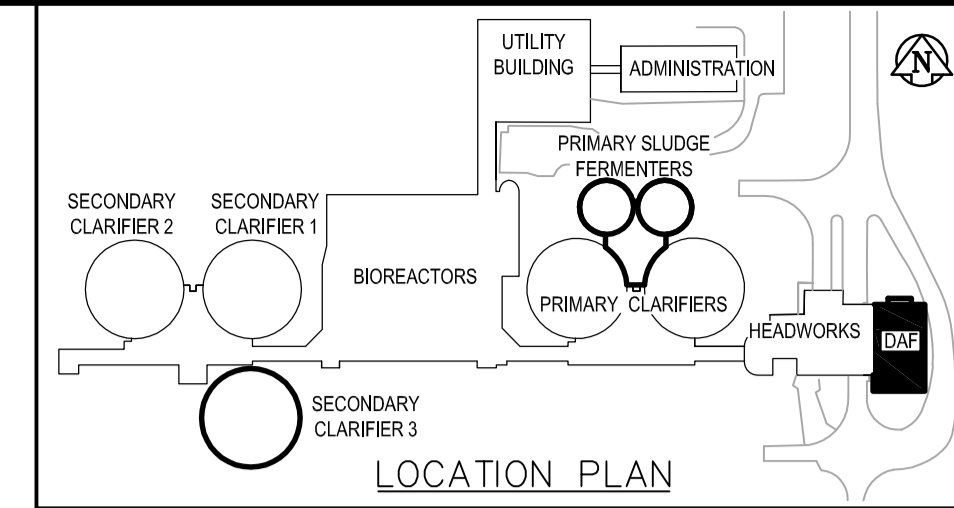 UTILITY
BUILDING
ADMINISTRATION
N
PRIMARY SLUDGE
FERMENTERS
SECONDARY
CLARIFIER 2
SECONDARY
CLARIFIER 1
BIOREACTORS
PRIMARY CLARIFIERS
HEADWORKS
DAF
SECONDARY
CLARIFIER 3
LOCATION PLAN